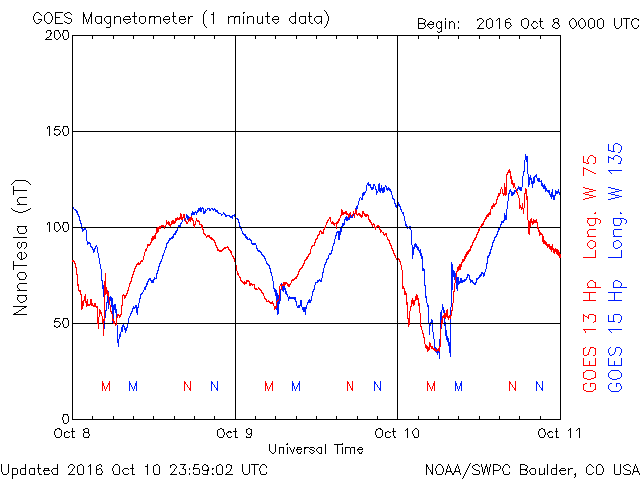 GOES Magnetometer (1 minute data)
Begin: 2016 Oct 8 0000 UTC
200
150
100
50
0
NanoTesla (nT)
M M N N M M N N M M N N
Oct 8 Oct 9 Oct 10 Oct 11
Universal Time
GOES 13 Hp Long. W 75
GOES 15 Hp Long. W 135
Updated 2016 Oct 10 23:59:02 UTC
NOAA/SWPC Boulder, CO USA